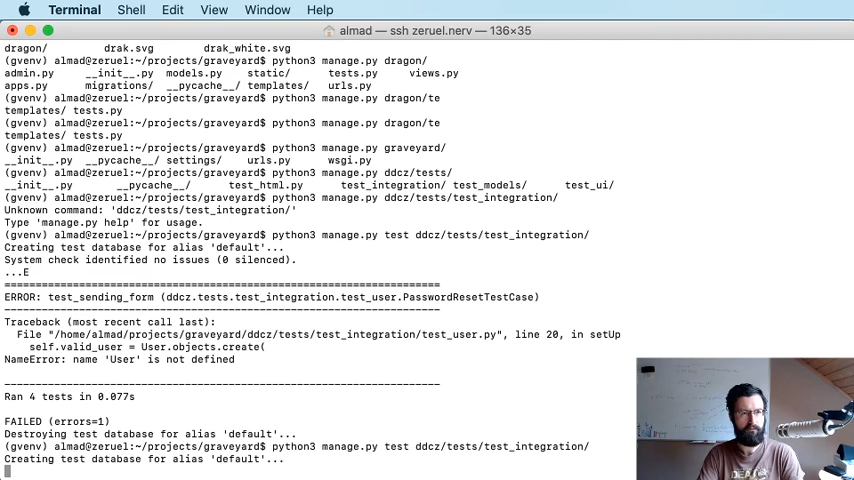 Terminal Shell Edit View Window Help
almad — ssh zeruel.nerv — 136×35
dragon/ drak.svg drak_white.svg
(gvenv) almad@zeruel:~/projects/graveyard$ python3 manage.py dragon/
admin.py __init__.py models.py static/ tests.py views.py
apps.py migrations/ __pycache__/ templates/ urls.py
(gvenv) almad@zeruel:~/projects/graveyard$ python3 manage.py dragon/te
templates/ tests.py
(gvenv) almad@zeruel:~/projects/graveyard$ python3 manage.py dragon/te
templates/ tests.py
(gvenv) almad@zeruel:~/projects/graveyard$ python3 manage.py graveyard/
__init__.py __pycache__/ settings/ urls.py wsgi.py
(gvenv) almad@zeruel:~/projects/graveyard$ python3 manage.py ddcz/tests/
__init__.py __pycache__/ test_html.py test_integration/ test_models/ test_ui/
(gvenv) almad@zeruel:~/projects/graveyard$ python3 manage.py ddcz/tests/test_integration/
Unknown command: 'ddcz/tests/test_integration/'
Type 'manage.py help' for usage.
(gvenv) almad@zeruel:~/projects/graveyard$ python3 manage.py test ddcz/tests/test_integration/
Creating test database for alias 'default'...
System check identified no issues (0 silenced).
...E
======================================================================
ERROR: test_sending_form (ddcz.tests.test_integration.test_user.PasswordResetTestCase)
----------------------------------------------------------------------
Traceback (most recent call last):
File "/home/almad/projects/graveyard/ddcz/tests/test_integration/test_user.py", line 20, in setUp
self.valid_user = User.objects.create(
NameError: name 'User' is not defined
----------------------------------------------------------------------
Ran 4 tests in 0.077s
FAILED (errors=1)
Destroying test database for alias 'default'...
(gvenv) almad@zeruel:~/projects/graveyard$ python3 manage.py test ddcz/tests/test_integration/
Creating test database for alias 'default'...